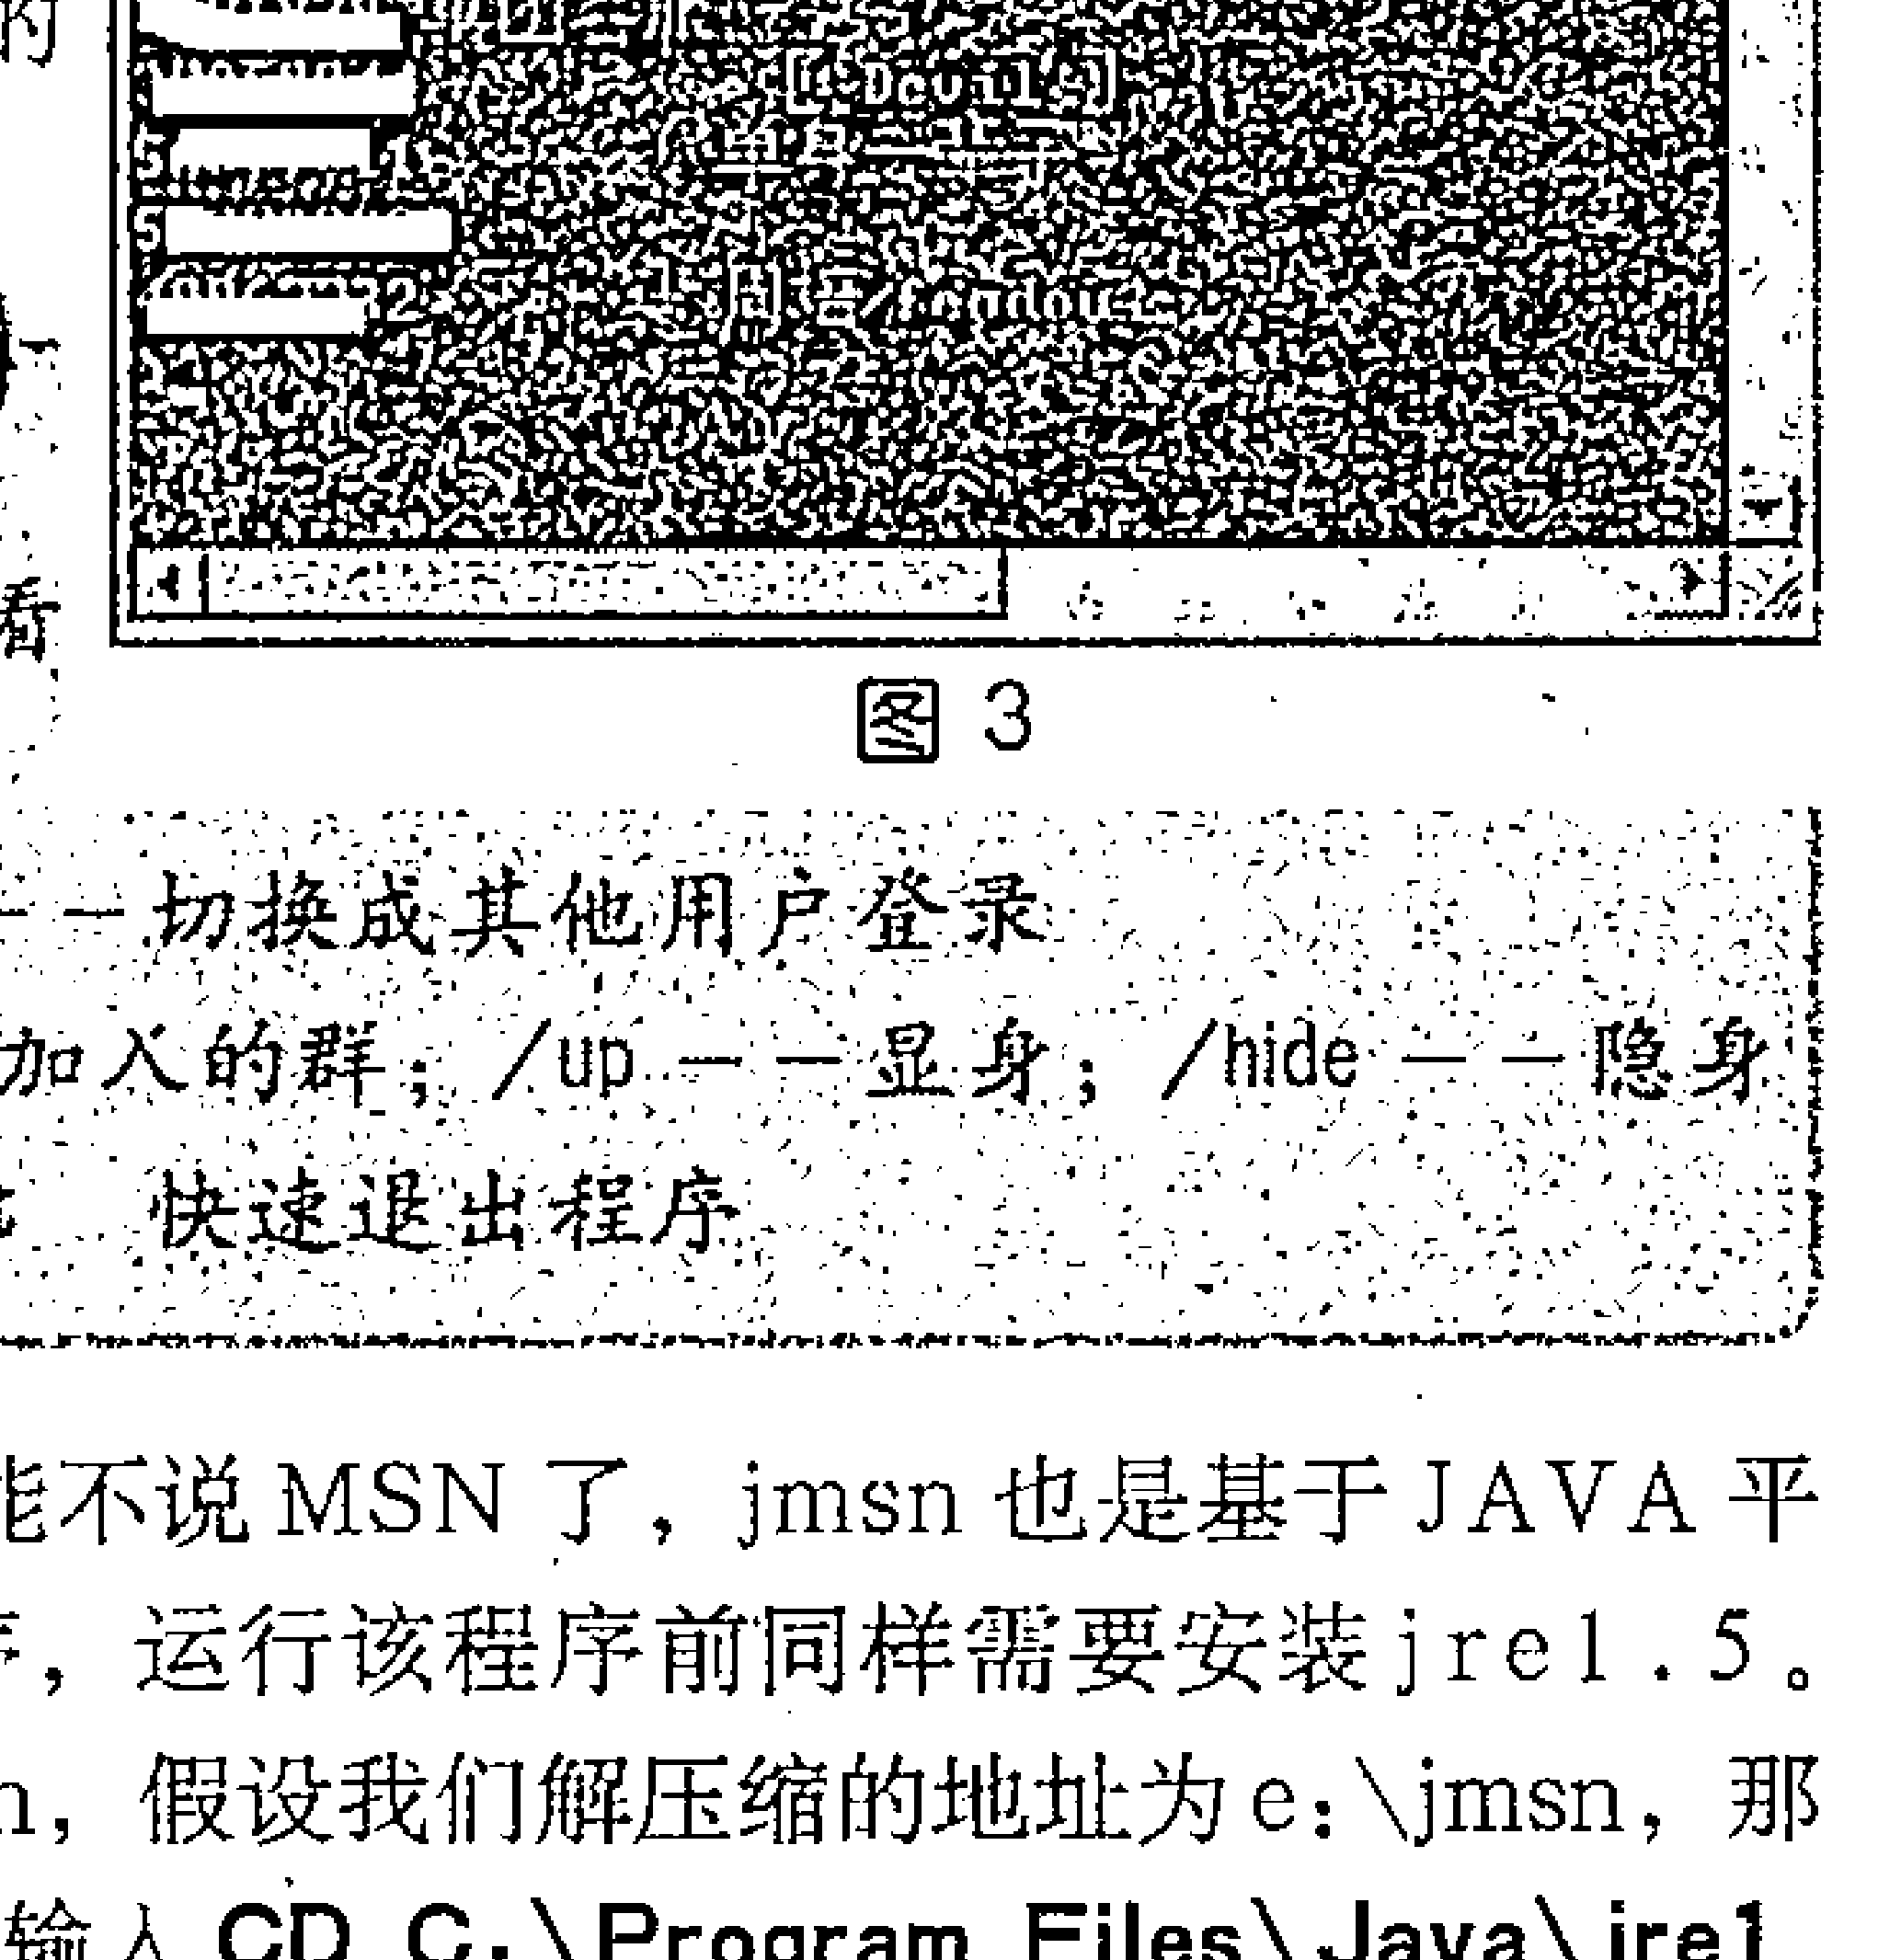 的
看
图 3
——切换成其他用户登录
加入的群; /up ——显身; /hide ——隐身
快速退出程序
能不说MSN了, jmsn也是基于JAVA平
, 运行该程序前同样需要安装jre1.5。
n, 假设我们解压缩的地址为e:\jmsn, 那
输入CD C:\Program Files\Java\jre1